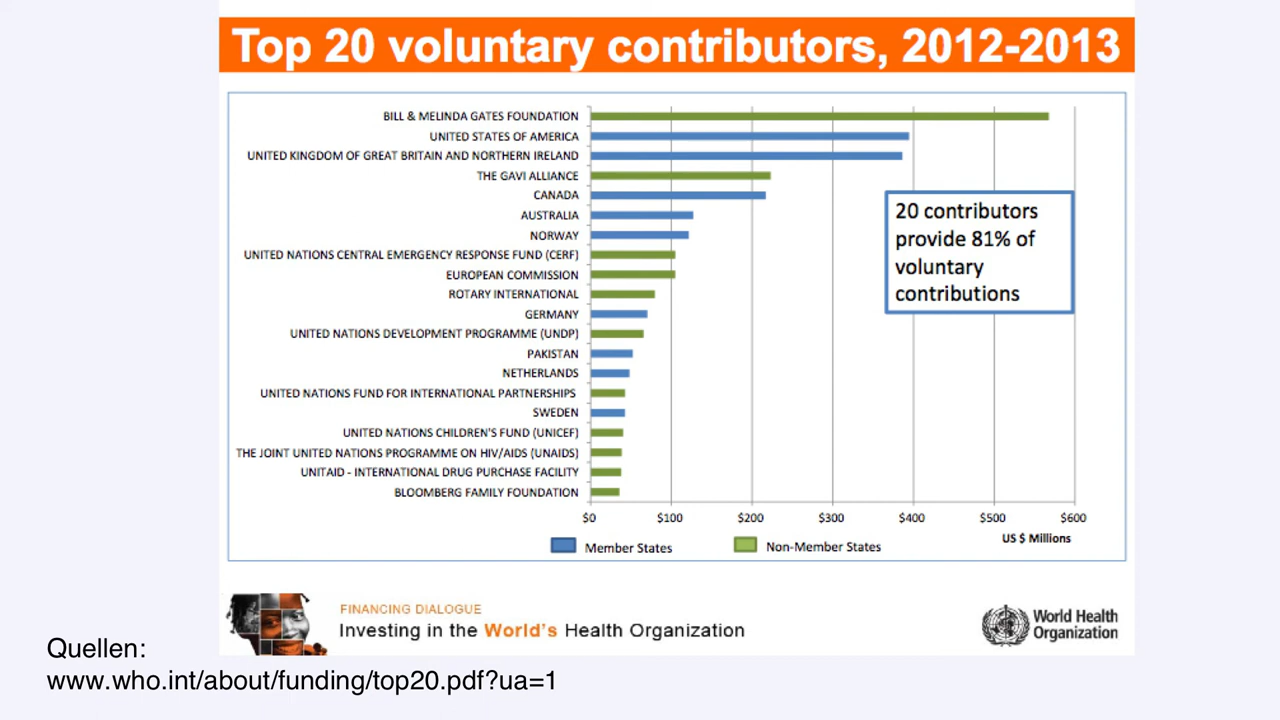 Top 20 voluntary contributors, 2012-2013
BILL & MELINDA GATES FOUNDATION
UNITED STATES OF AMERICA
UNITED KINGDOM OF GREAT BRITAIN AND NORTHERN IRELAND
THE GAVI ALLIANCE
CANADA
AUSTRALIA
NORWAY
UNITED NATIONS CENTRAL EMERGENCY RESPONSE FUND (CERF)
EUROPEAN COMMISSION
ROTARY INTERNATIONAL
GERMANY
UNITED NATIONS DEVELOPMENT PROGRAMME (UNDP)
PAKISTAN
NETHERLANDS
UNITED NATIONS FUND FOR INTERNATIONAL PARTNERSHIPS
SWEDEN
UNITED NATIONS CHILDREN'S FUND (UNICEF)
THE JOINT UNITED NATIONS PROGRAMME ON HIV/AIDS (UNAIDS)
UNITAID - INTERNATIONAL DRUG PURCHASE FACILITY
BLOOMBERG FAMILY FOUNDATION
20 contributors
provide 81% of
voluntary
contributions
$0 $100 $200 $300 $400 $500 $600
US $ Millions
Member States
Non-Member States
FINANCING DIALOGUE
Investing in the World's Health Organization
World Health
Organization
Quellen:
www.who.int/about/funding/top20.pdf?ua=1